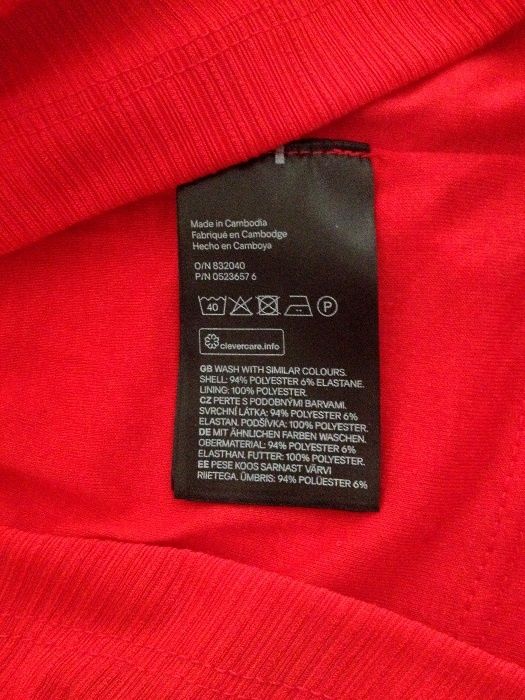 Made in Cambodia
Fabriqué en Cambodge
Hecho en Camboya
O/N 832040
P/N 0523657 6
40 P
clevercare.info
GB WASH WITH SIMILAR COLOURS.
SHELL: 94% POLYESTER 6% ELASTANE.
LINING: 100% POLYESTER.
CZ PERTE S PODOBNÝMI BARVAMI.
SVRCHNÍ LÁTKA: 94% POLYESTER 6%
ELASTAN. PODŠÍVKA: 100% POLYESTER.
DE MIT ÄHNLICHEN FARBEN WASCHEN.
OBERMATERIAL: 94% POLYESTER 6%
ELASTHAN. FUTTER: 100% POLYESTER.
EE PESE KOOS SARNAST VÄRVI
RIIETEGA. ÜMBRIS: 94% POLÜESTER 6%